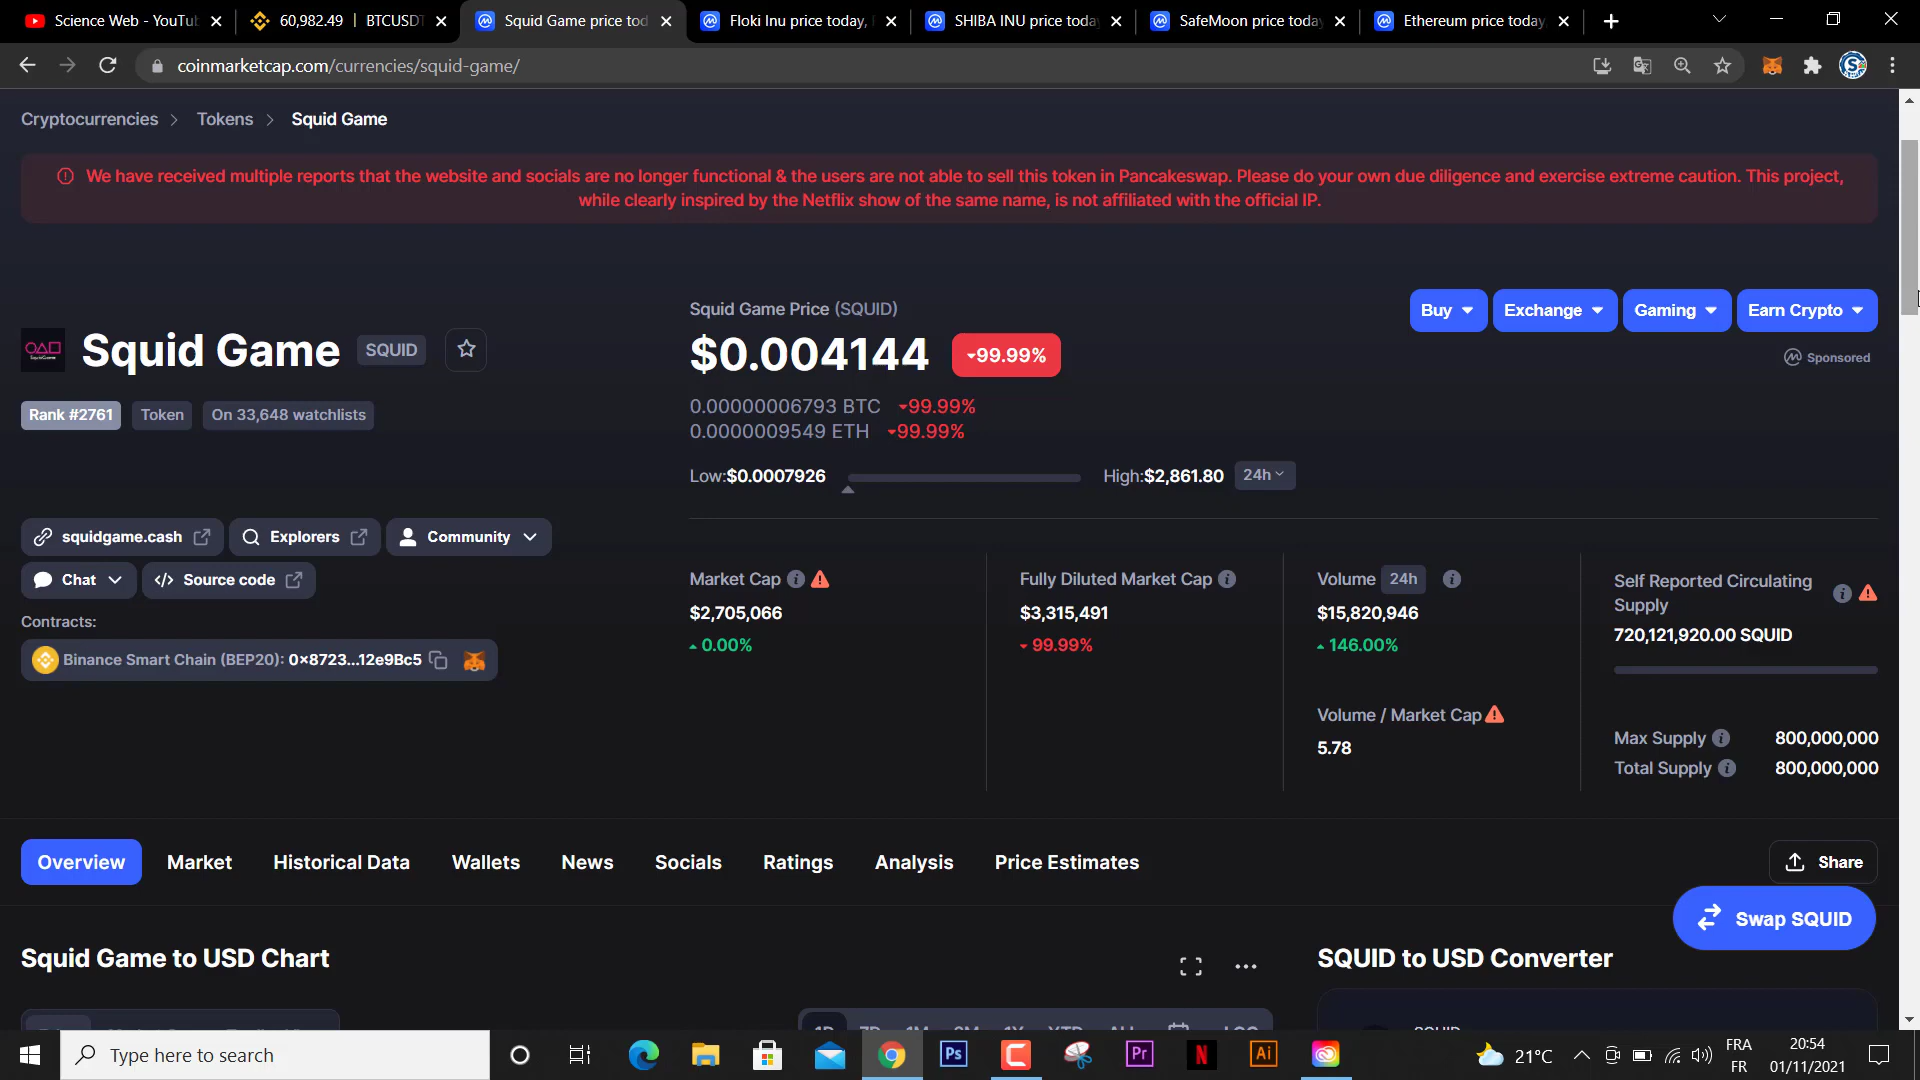 Science Web - YouTu
60,982.49 | BTCUSDT
Squid Game price tod
Floki Inu price today,
SHIBA INU price toda
SafeMoon price toda
Ethereum price today
coinmarketcap.com/currencies/squid-game/
Cryptocurrencies > Tokens > Squid Game
We have received multiple reports that the website and socials are no longer functional & the users are not able to sell this token in Pancakeswap. Please do your own due diligence and exercise extreme caution. This project,
while clearly inspired by the Netflix show of the same name, is not affiliated with the official IP.
Squid Game SQUID
Rank #2761 Token On 33,648 watchlists
squidgame.cash Explorers Community
Chat Source code
Contracts:
Binance Smart Chain (BEP20): 0x8723...12e9Bc5
Squid Game Price (SQUID)
$0.004144 99.99%
0.00000006793 BTC 99.99%
0.0000009549 ETH 99.99%
Low:$0.0007926 High:$2,861.80 24h
Buy Exchange Gaming Earn Crypto
Sponsored
Market Cap
$2,705,066
0.00%
Fully Diluted Market Cap
$3,315,491
99.99%
Volume 24h
$15,820,946
146.00%
Volume / Market Cap
5.78
Self Reported Circulating
Supply
720,121,920.00 SQUID
Max Supply 800,000,000
Total Supply 800,000,000
Overview Market Historical Data Wallets News Socials Ratings Analysis Price Estimates
Share
Swap SQUID
Squid Game to USD Chart
SQUID to USD Converter
Type here to search
Ps
Pr
N
Ai
21°C
FRA
FR
20:54
01/11/2021